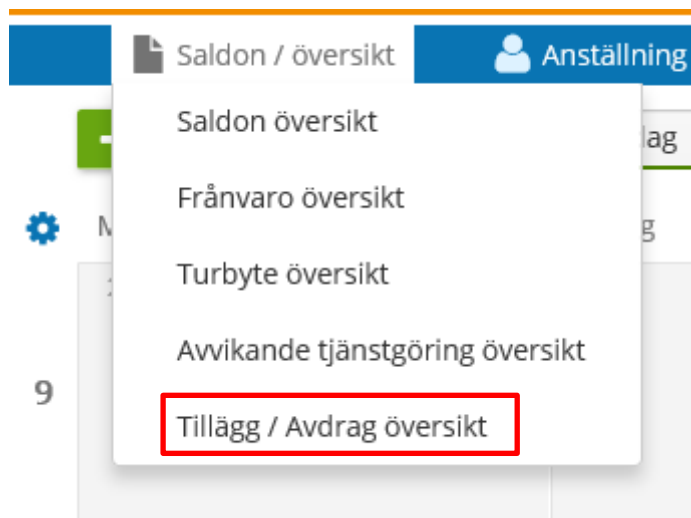 Saldon / översikt
Anställning
Saldon översikt
Frånvaro översikt
Turbyte översikt
Avvikande tjänstgöring översikt
Tillägg / Avdrag översikt
9